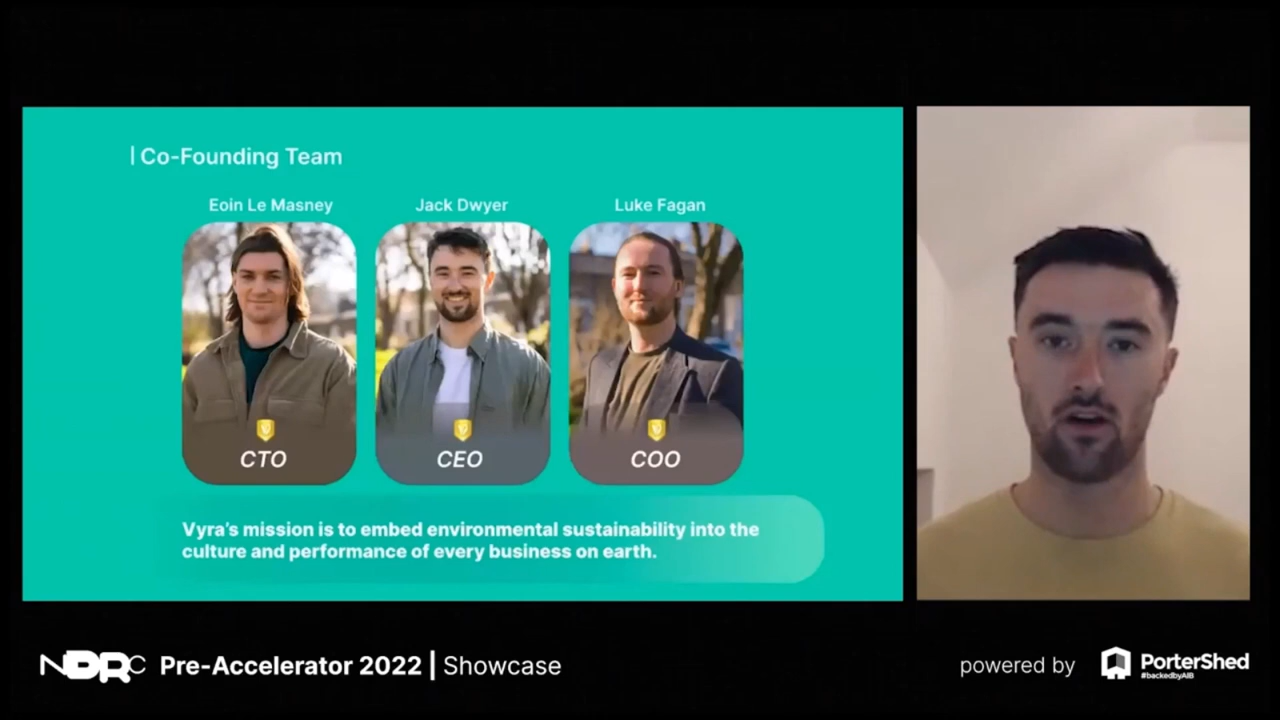 Co-Founding Team
Eoin Le Masney
Jack Dwyer
Luke Fagan
CTO
CEO
COO
Vyra’s mission is to embed environmental sustainability into the
culture and performance of every business on earth.
NDRC Pre-Accelerator 2022 | Showcase
powered by
PorterShed
#backedbyAIB